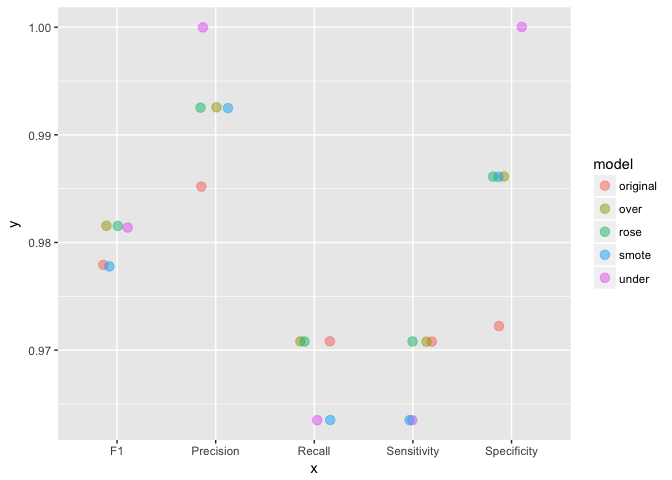 1.00
0.99
0.98
0.97
y
F1 Precision Recall Sensitivity Specificity
x
model
original
over
rose
smote
under